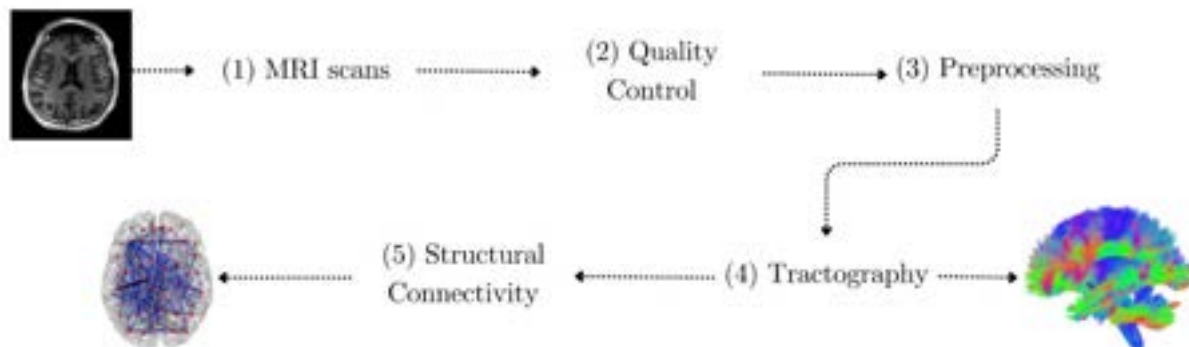 (1) MRI scans
(2) Quality
Control
(3) Preprocessing
(4) Tractography
(5) Structural
Connectivity